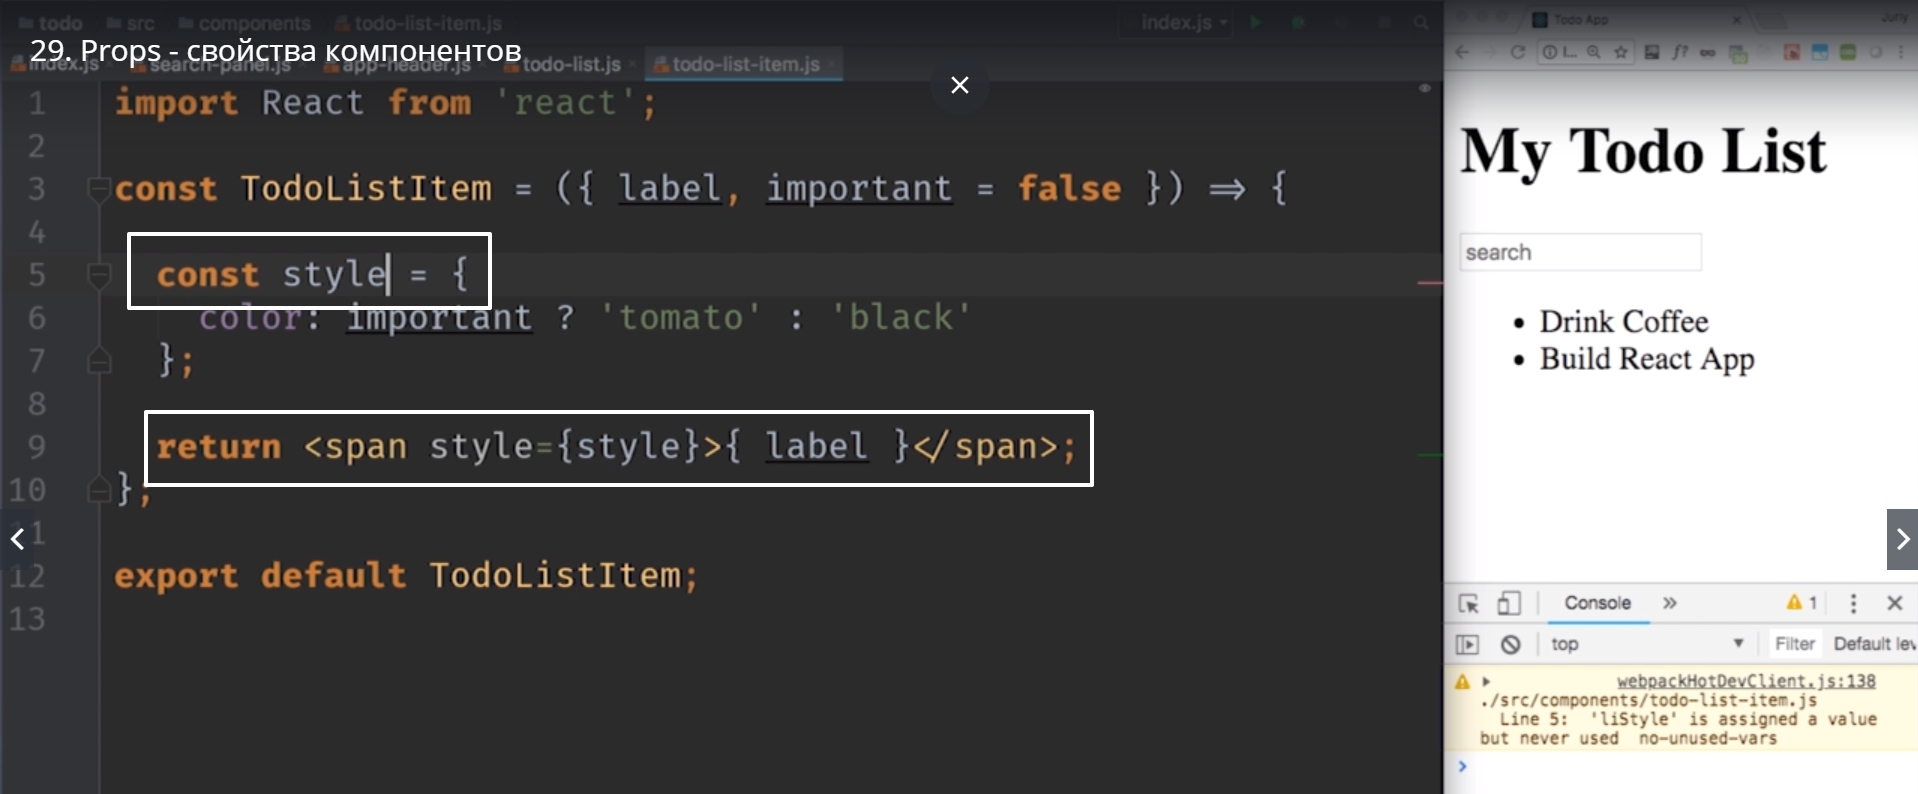 todo src components todo-list-item.js index.js
29. Props - свойства компонентов
index.js search-panel.js app-header.js todo-list.js todo-list-item.js
1 import React from 'react';
2
3 const TodoListItem = ({ label, important = false }) => {
4
5 const style = {
6 color: important ? 'tomato' : 'black'
7 };
8
9 return <span style={style}>{ label }</span>;
10 };
11
12 export default TodoListItem;
13
Todo App
My Todo List
search
Drink Coffee
Build React App
Console 1
top Filter Default lev
webpackHotDevClient.js:138
./src/components/todo-list-item.js
Line 5: 'liStyle' is assigned a value
but never used no-unused-vars